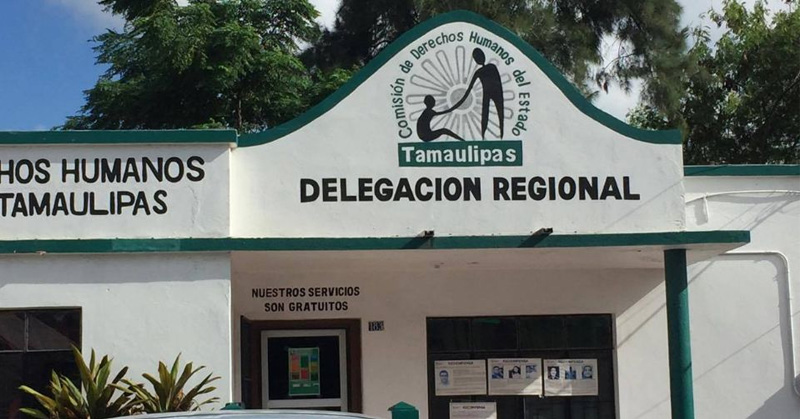 HOS HUMANOS
TAMAULIPAS
Comisión de Derechos Humanos del Estado
Tamaulipas
DELEGACION REGIONAL
NUESTROS SERVICIOS
SON GRATUITOS
103